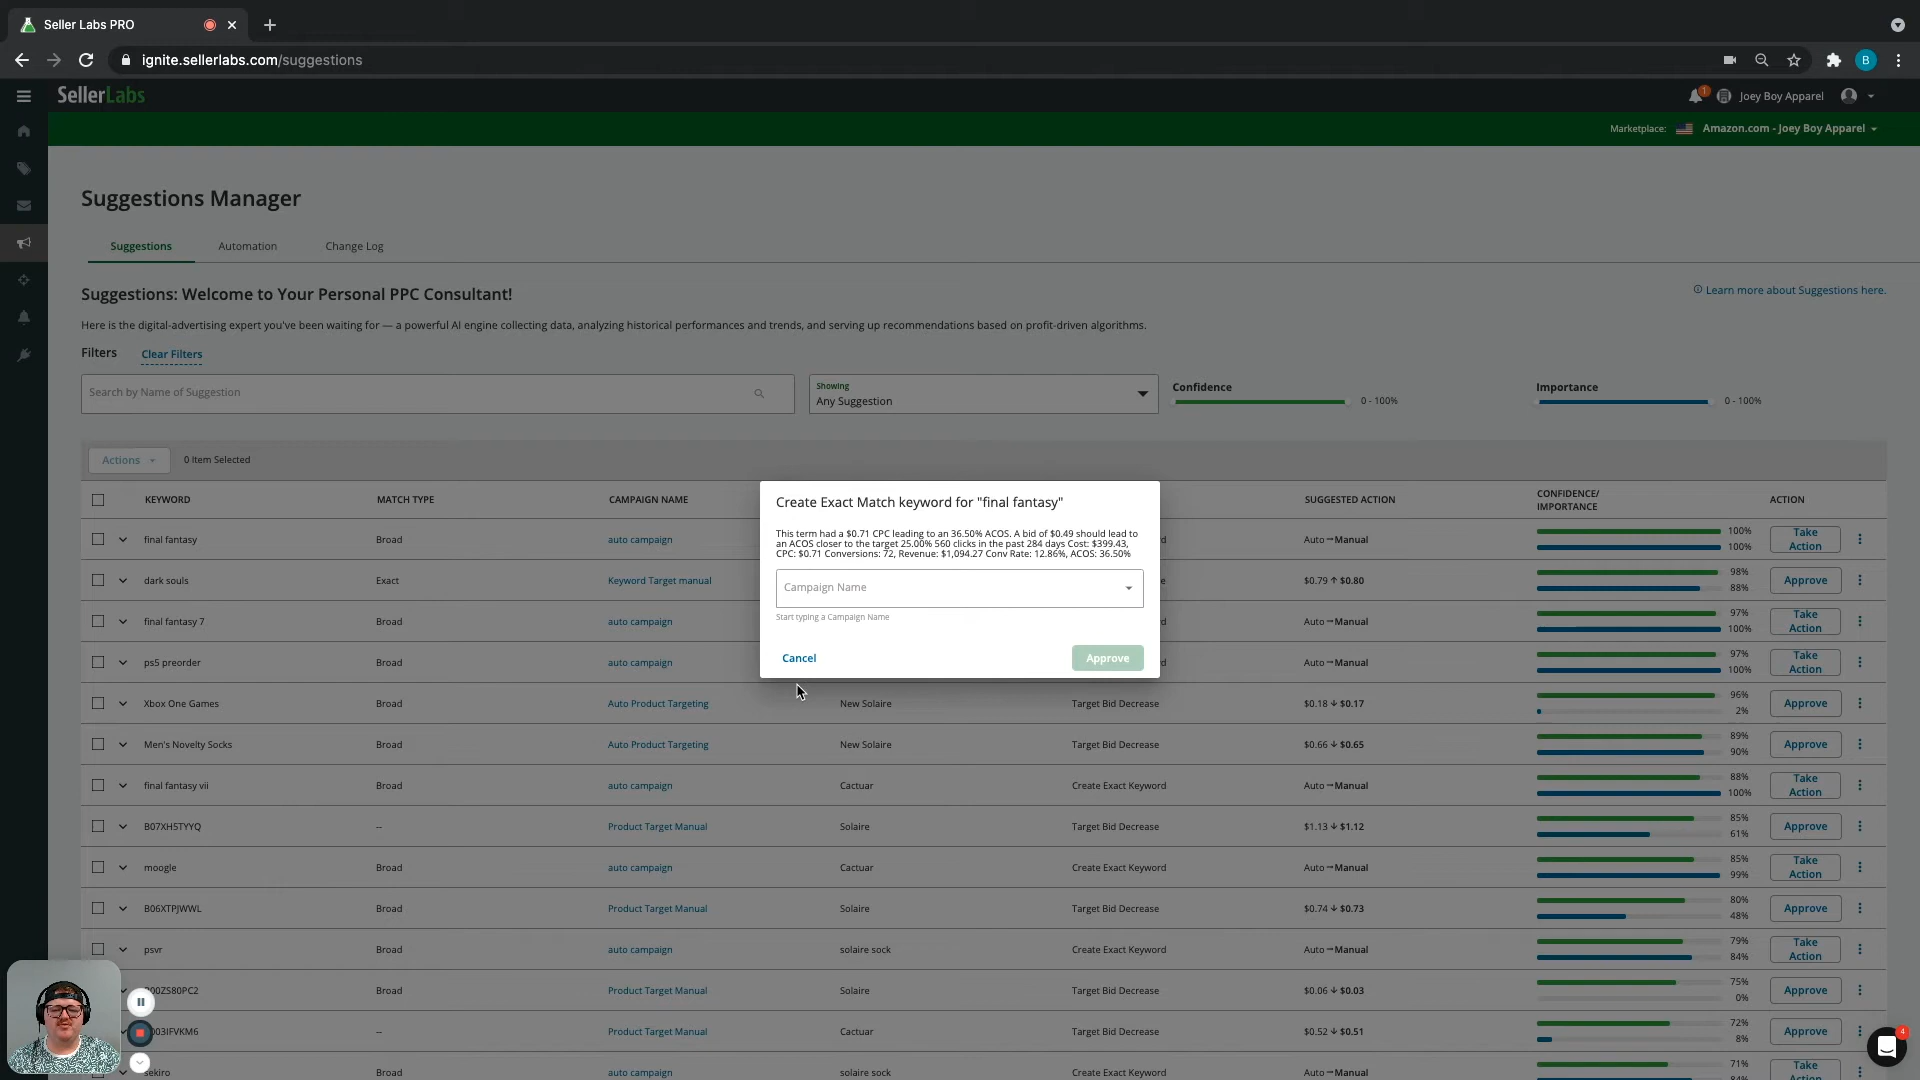 Seller Labs PRO
ignite.sellerlabs.com/suggestions
B
SellerLabs
1
Joey Boy Apparel
Marketplace:
Amazon.com - Joey Boy Apparel
Suggestions Manager
Suggestions
Automation
Change Log
Suggestions: Welcome to Your Personal PPC Consultant!
Learn more about Suggestions here.
Here is the digital-advertising expert you've been waiting for — a powerful AI engine collecting data, analyzing historical performances and trends, and serving up recommendations based on profit-driven algorithms.
Filters
Clear Filters
Search by Name of Suggestion
Showing
Any Suggestion
Confidence
0 - 100%
Importance
0 - 100%
Actions
0 Item Selected
KEYWORD MATCH TYPE CAMPAIGN NAME SUGGESTED ACTION CONFIDENCE/ IMPORTANCE ACTION
Create Exact Match keyword for "final fantasy"
This term had a $0.71 CPC leading to an 36.50% ACOS. A bid of $0.49 should lead to
an ACOS closer to the target 25.00% 560 clicks in the past 284 days Cost: $399.43,
CPC: $0.71 Conversions: 72, Revenue: $1,094.27 Conv Rate: 12.86%, ACOS: 36.50%
Campaign Name
Start typing a Campaign Name
Cancel
Approve
final fantasy Broad auto campaign Auto → Manual 100% 100% Take Action
dark souls Exact Keyword Target manual $0.79 ↑ $0.80 98% 88% Approve
final fantasy 7 Broad auto campaign Auto → Manual 97% 100% Take Action
ps5 preorder Broad auto campaign Auto → Manual 97% 100% Take Action
Xbox One Games Broad Auto Product Targeting New Solaire Target Bid Decrease $0.18 ↓ $0.17 96% 2% Approve
Men's Novelty Socks Broad Auto Product Targeting New Solaire Target Bid Decrease $0.66 ↓ $0.65 89% 90% Approve
final fantasy vii Broad auto campaign Cactuar Create Exact Keyword Auto → Manual 88% 100% Take Action
B07XH5TYYQ -- Product Target Manual Solaire Target Bid Decrease $1.13 ↓ $1.12 85% 61% Approve
moogle Broad auto campaign Cactuar Create Exact Keyword Auto → Manual 85% 99% Take Action
B06XTPJWWL Broad Product Target Manual Solaire Target Bid Decrease $0.74 ↓ $0.73 80% 48% Approve
psvr Broad auto campaign solaire sock Create Exact Keyword Auto → Manual 79% 84% Take Action
00ZS80PC2 Broad Product Target Manual Solaire Target Bid Decrease $0.06 ↓ $0.03 75% 0% Approve
003IFVKM6 -- Product Target Manual Cactuar Target Bid Decrease $0.52 ↓ $0.51 72% 8% Approve
sekiro Broad auto campaign solaire sock Create Exact Keyword Auto → Manual 71% Take
4